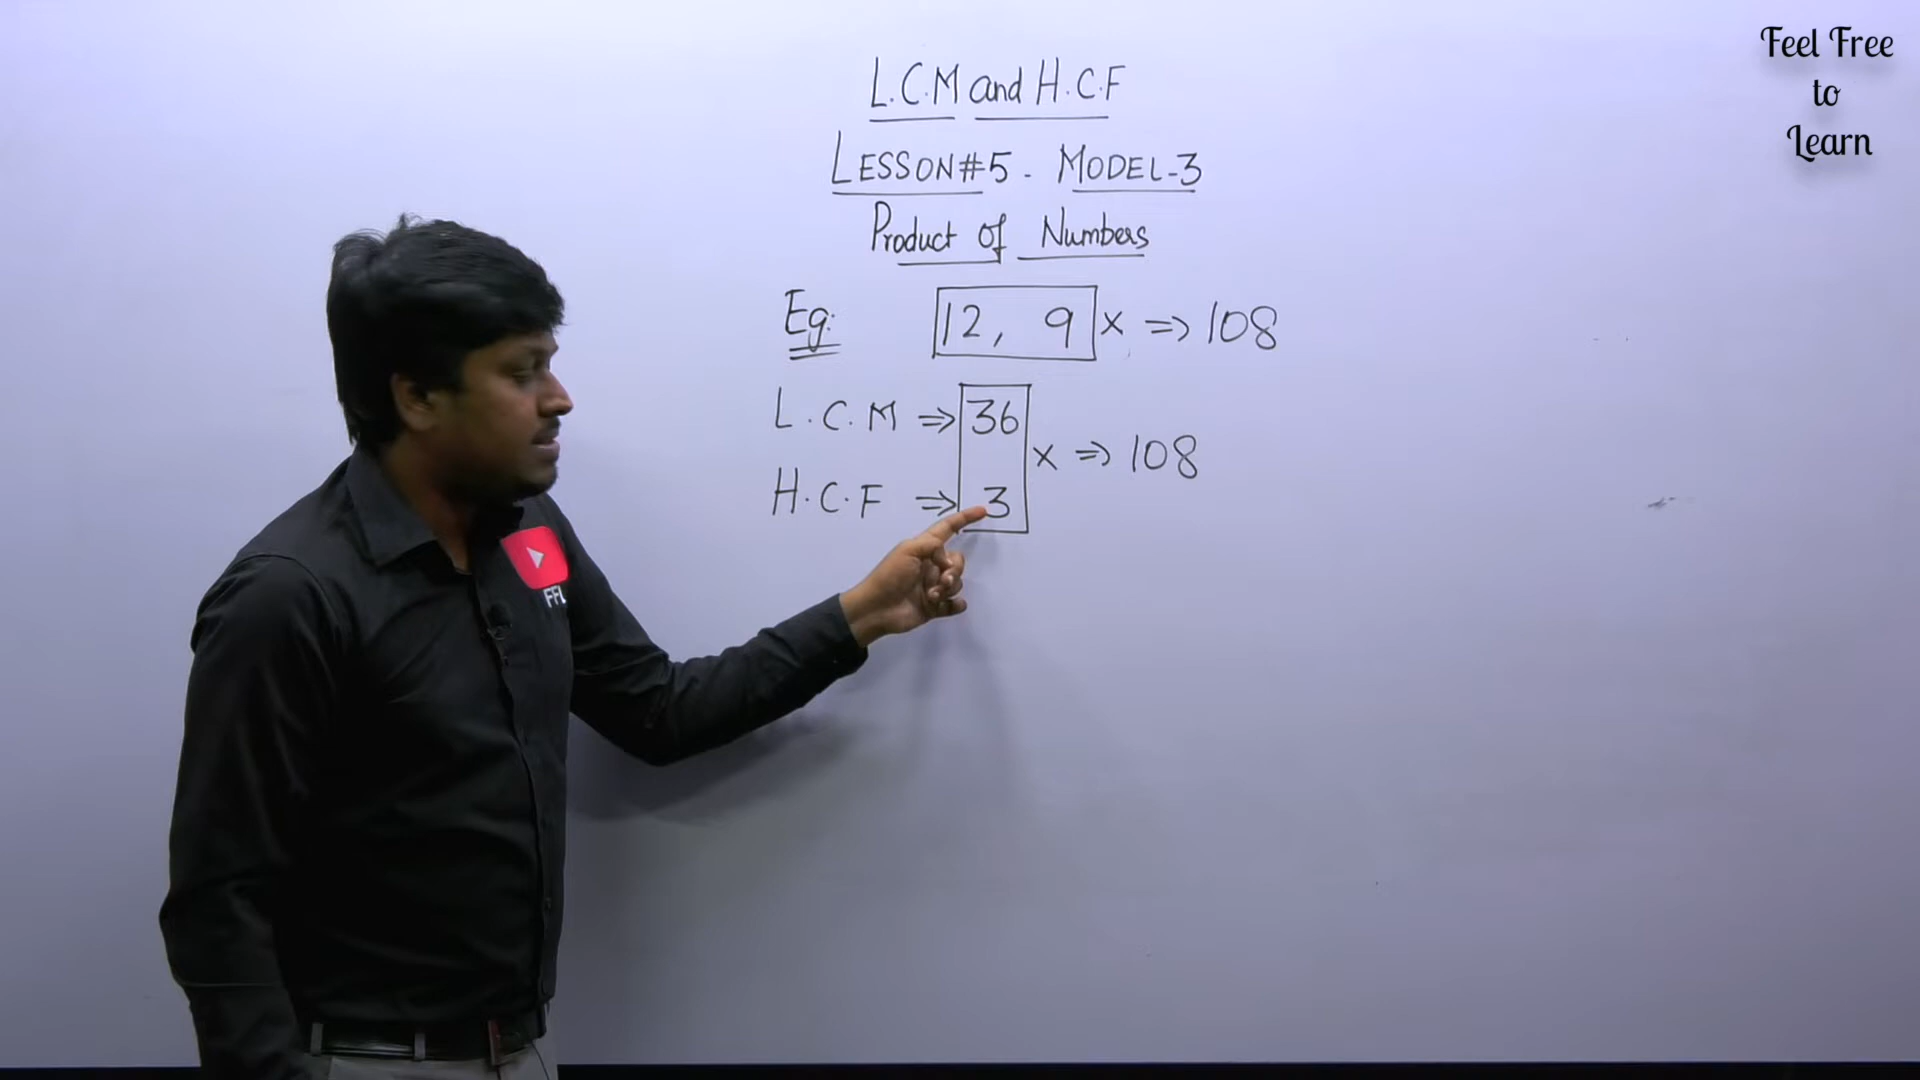 Feel Free
to
Learn
L.C.M and H.C.F
LESSON#5 - MODEL-3
Product of Numbers
Eg: 12, 9 x => 108
L.C.M => 36
x => 108
H.C.F => 3
FFL